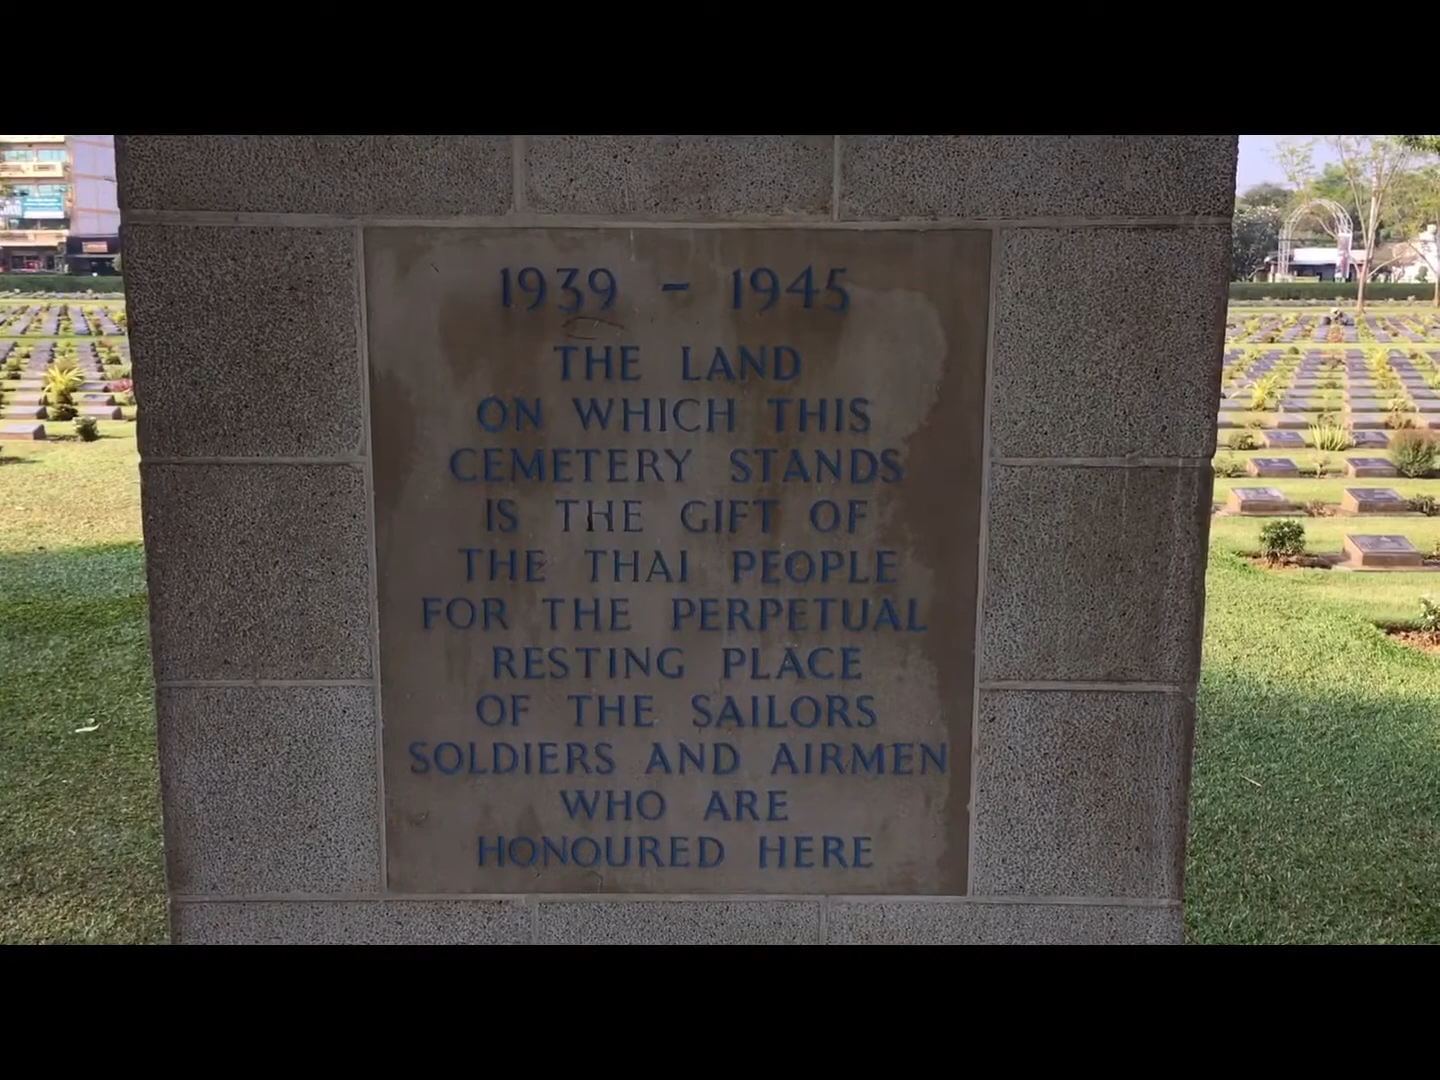 1939 - 1945
THE LAND
ON WHICH THIS
CEMETERY STANDS
IS THE GIFT OF
THE THAI PEOPLE
FOR THE PERPETUAL
RESTING PLACE
OF THE SAILORS
SOLDIERS AND AIRMEN
WHO ARE
HONOURED HERE